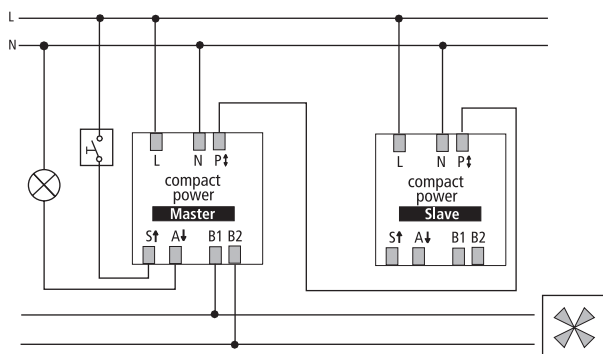 L
N
L N P↕
compact
power
Master
S↑ A↓ B1 B2
L N P↕
compact
power
Slave
S↑ A↓ B1 B2